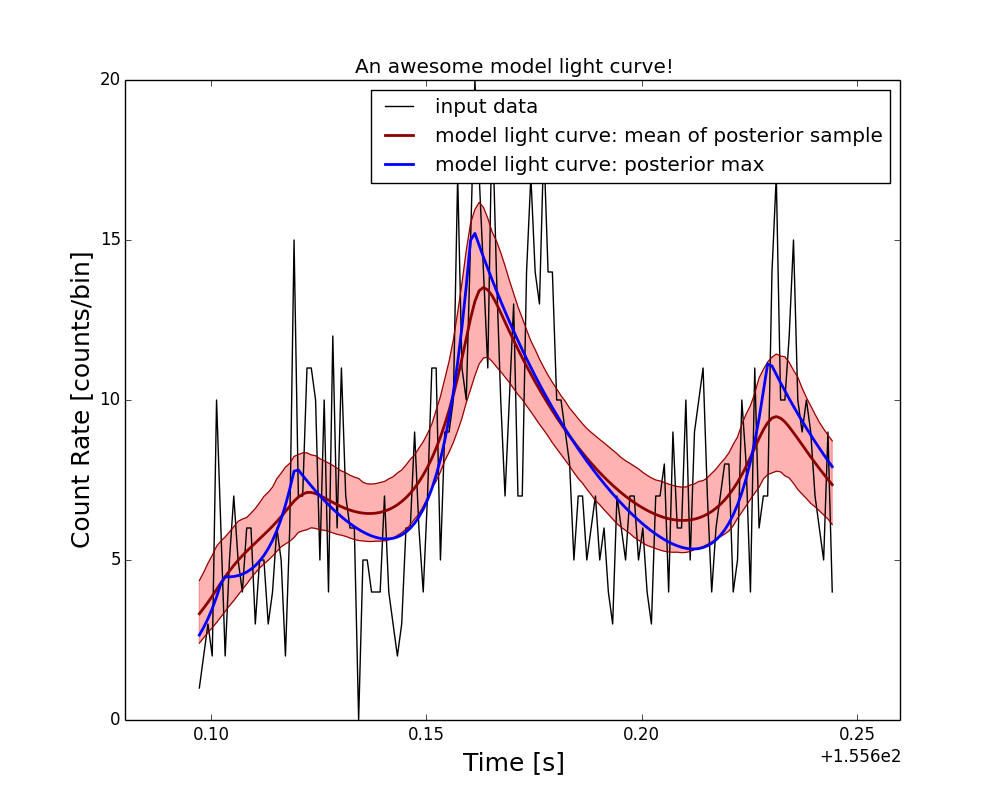 An awesome model light curve!
input data
model light curve: mean of posterior sample
model light curve: posterior max
Count Rate [counts/bin]
20
15
10
5
0
0.10 0.15 0.20 0.25
+1.556e2
Time [s]